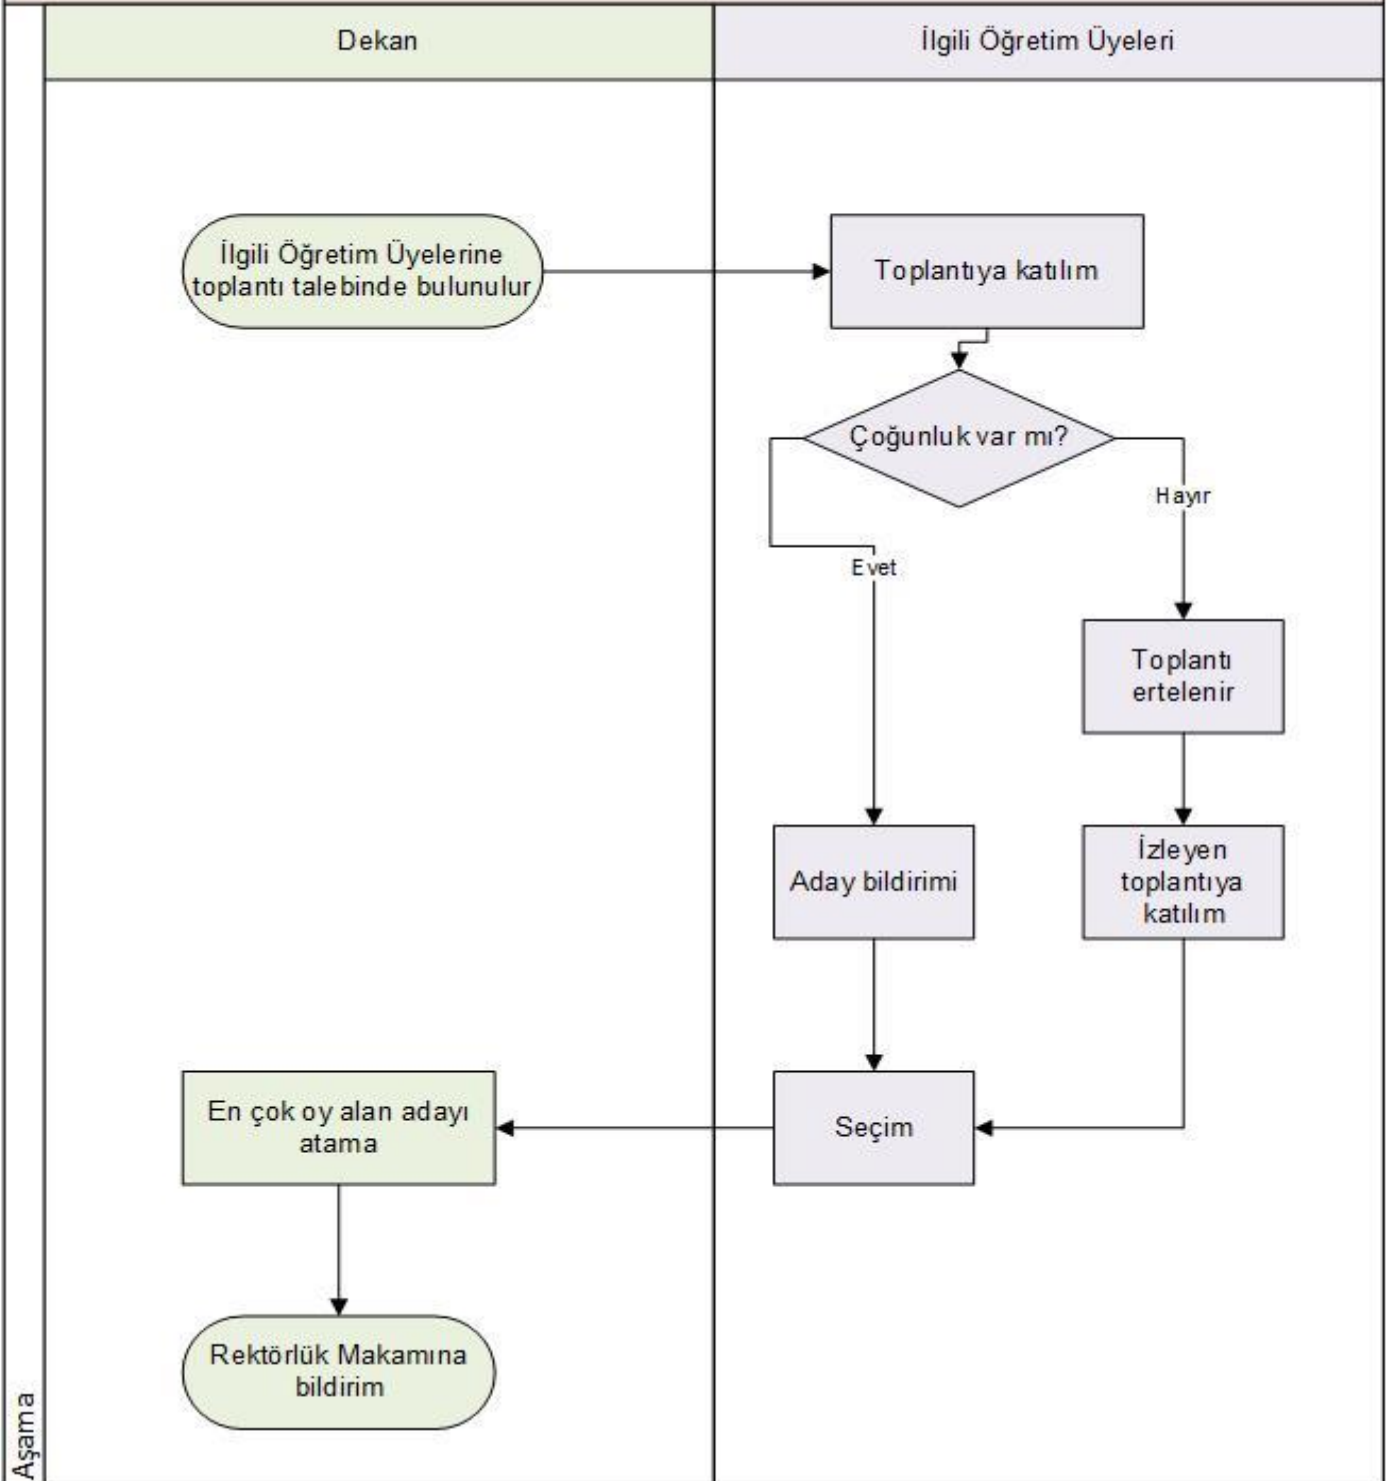 Dekan
İlgili Öğretim Üyeleri
İlgili Öğretim Üyelerine
toplantı talebinde bulunulur
Toplantıya katılım
Çoğunluk var mı?
Hayır
Evet
Toplantı
ertelenir
Aday bildirimi
İzleyen
toplantıya
katılım
En çok oy alan adayı
atama
Seçim
Rektörlük Makamına
bildirim
Aşama